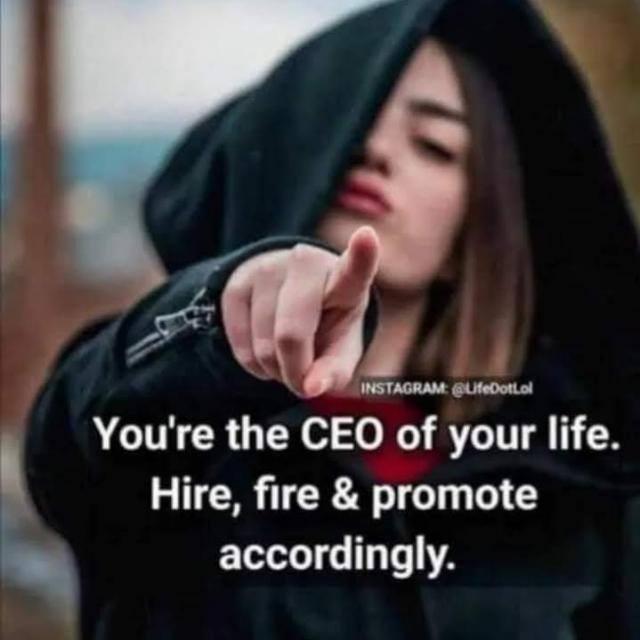 INSTAGRAM: @LifeDotLol
You're the CEO of your life.
Hire, fire & promote
accordingly.